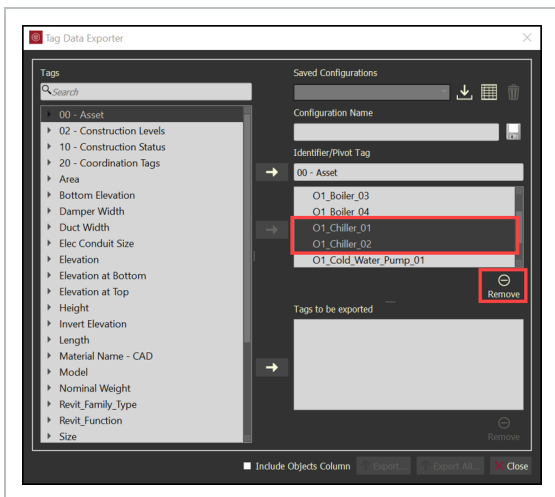 Tag Data Exporter
Tags
Search
00 - Asset
02 - Construction Levels
10 - Construction Status
20 - Coordination Tags
Area
Bottom Elevation
Damper Width
Duct Width
Elec Conduit Size
Elevation
Elevation at Bottom
Elevation at Top
Height
Invert Elevation
Length
Material Name - CAD
Model
Nominal Weight
Revit_Family_Type
Revit_Function
Size
Saved Configurations
Configuration Name
Identifier/Pivot Tag
00 - Asset
O1_Boiler_03
O1_Boiler_04
O1_Chiller_01
O1_Chiller_02
O1_Cold_Water_Pump_01
Remove
Tags to be exported
Remove
Include Objects Column
Export...
Export All...
Close